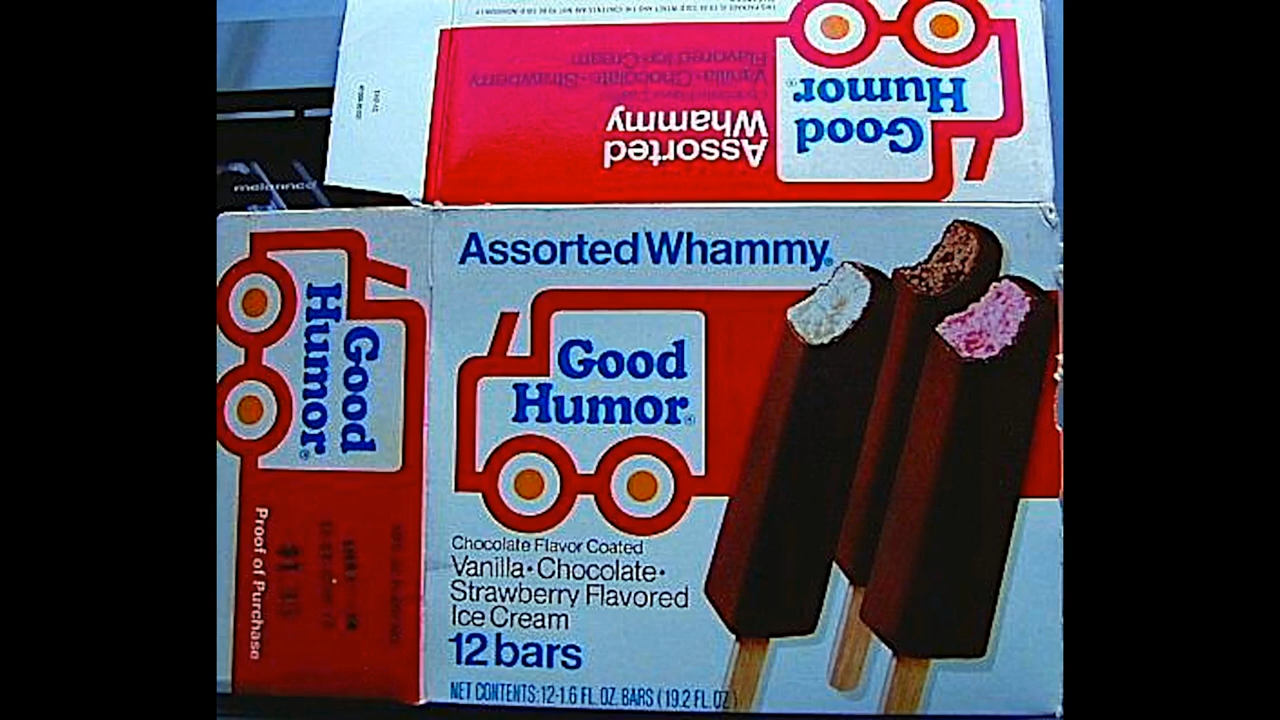 Good
Humor®
Assorted
Whammy
Vanilla•Chocolate•Strawberry
Flavored Ice Cream
Assorted Whammy®
Good
Humor®
Good
Humor®
Proof of Purchase
$1
Chocolate Flavor Coated
Vanilla•Chocolate•
Strawberry Flavored
Ice Cream
12 bars
NET CONTENTS:12-1.6 FL. OZ. BARS (19.2 FL. OZ.)